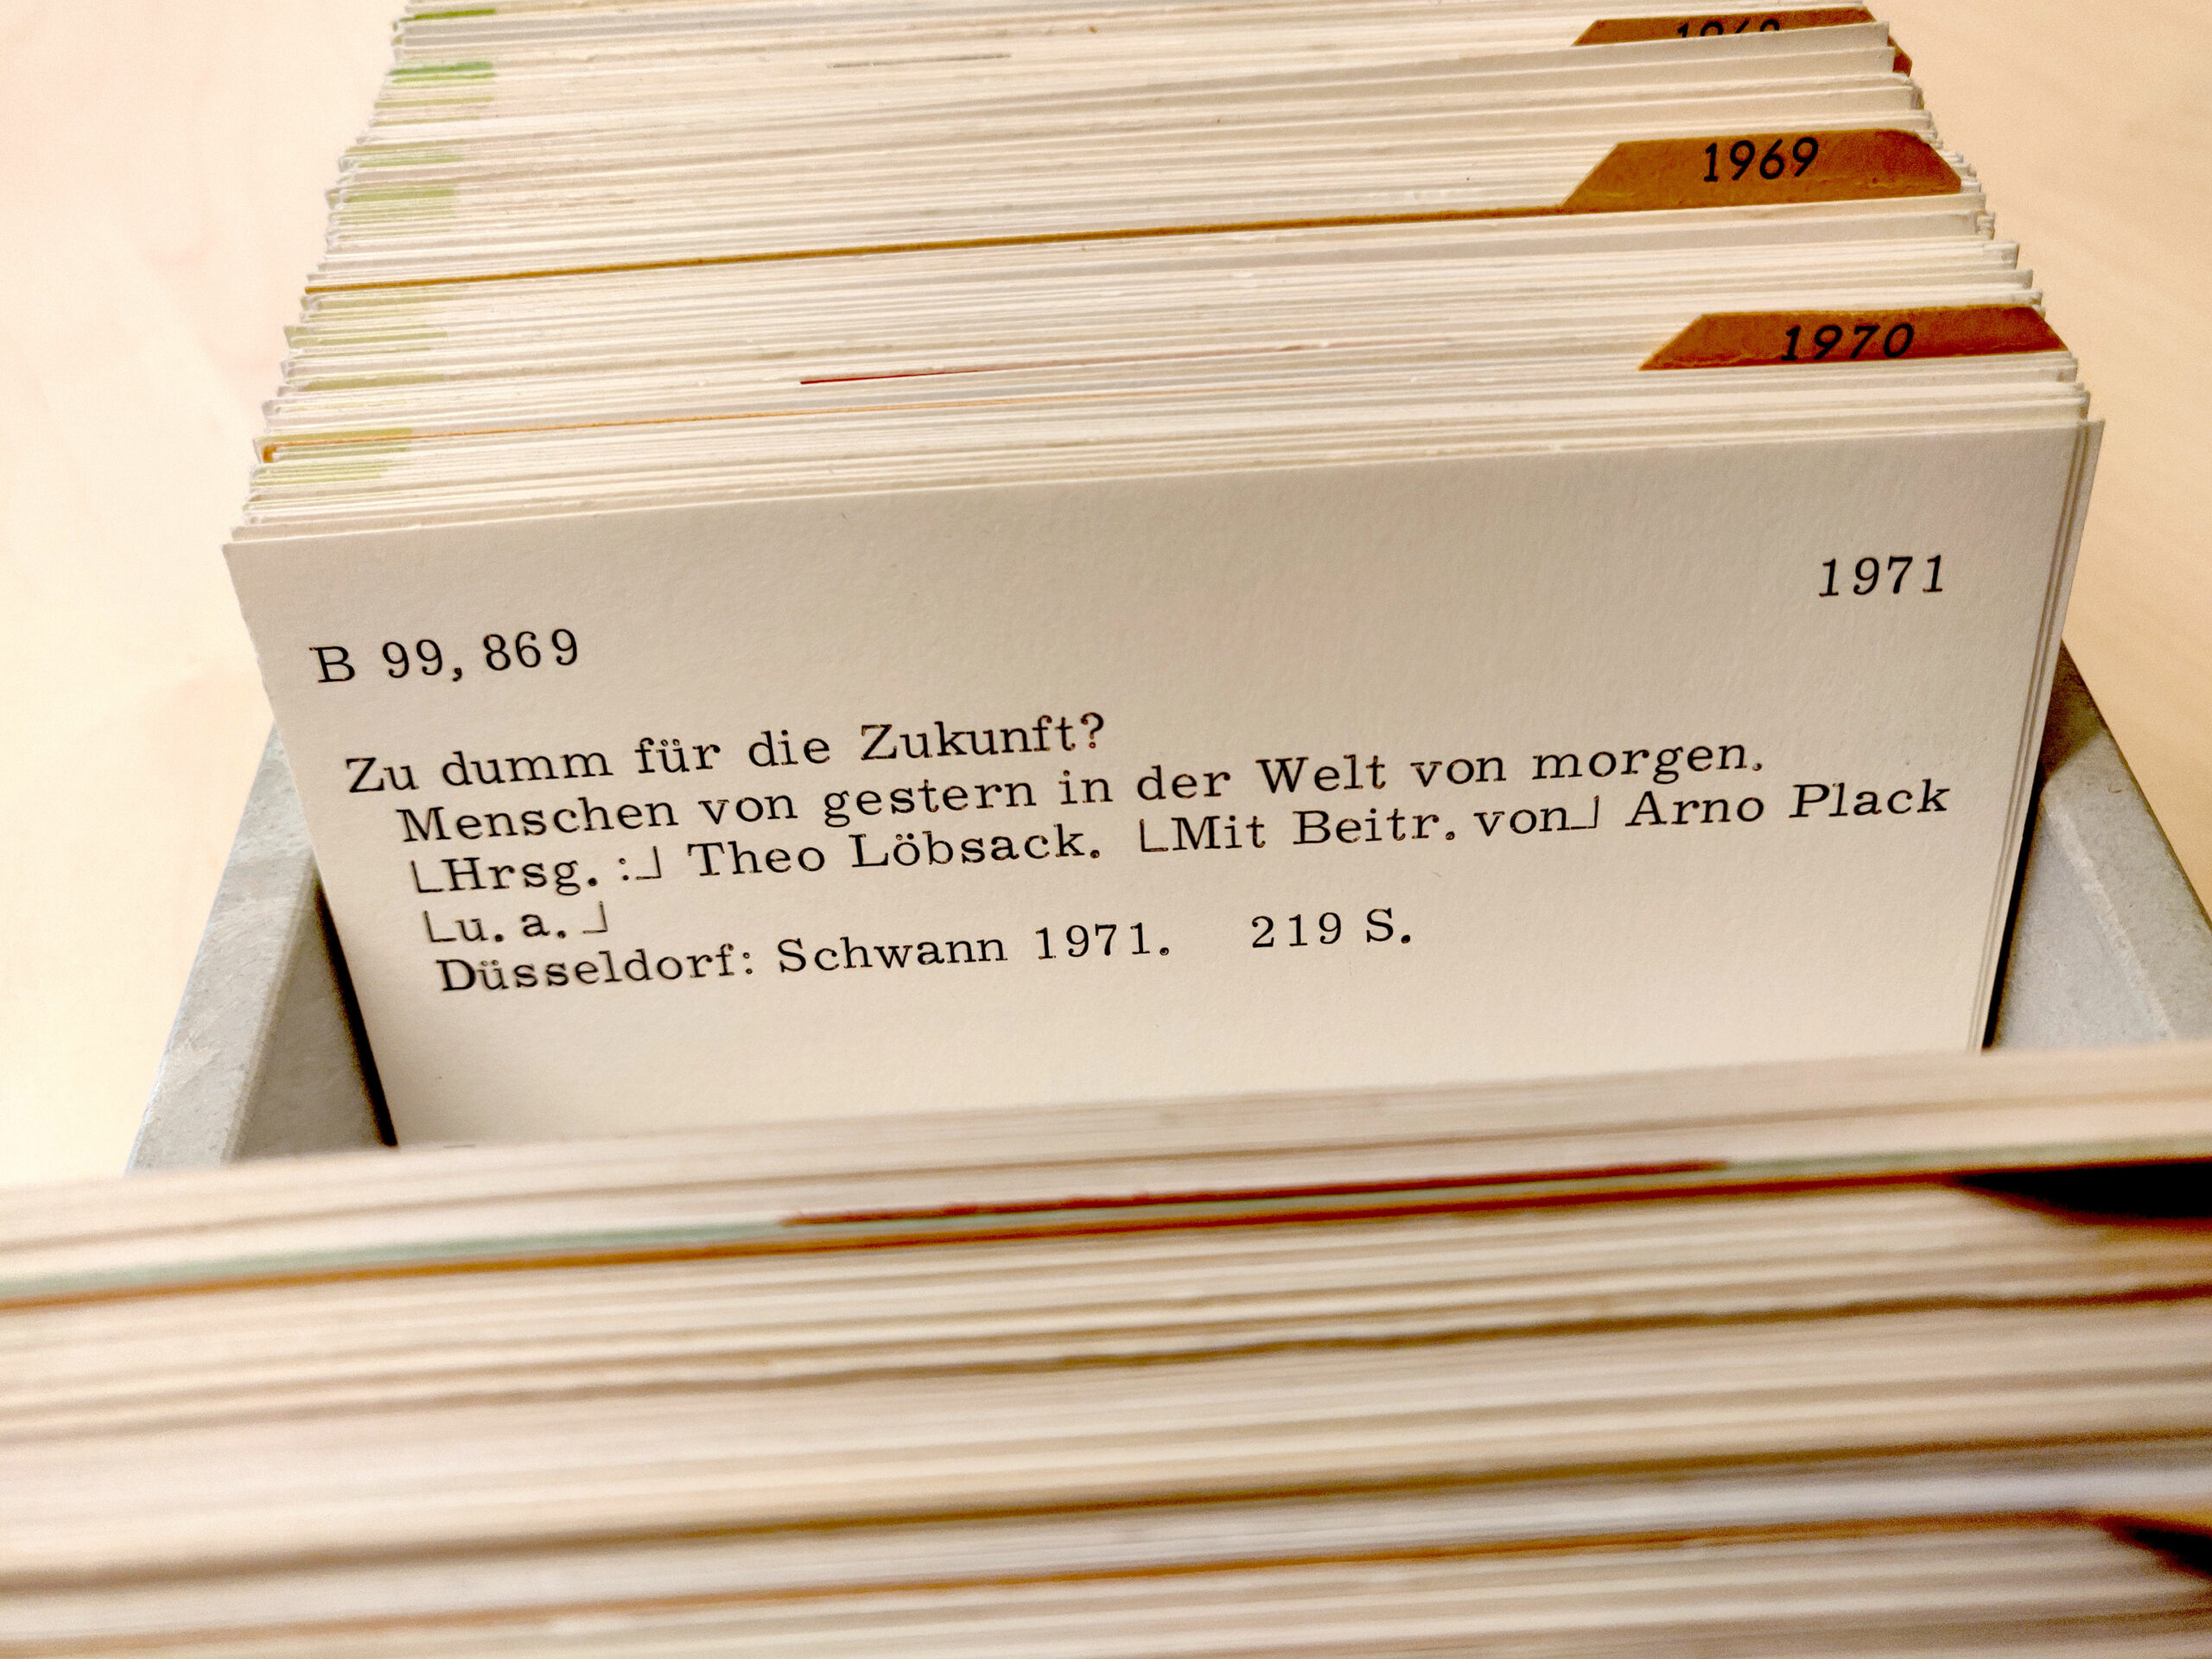 1969
1970
1971
B 99,869
Zu dumm für die Zukunft?
Menschen von gestern in der Welt von morgen.
⌊Hrsg. :⌋ Theo Löbsack. ⌊Mit Beitr. von⌋ Arno Plack
⌊u. a. ⌋
Düsseldorf: Schwann 1971. 219 S.